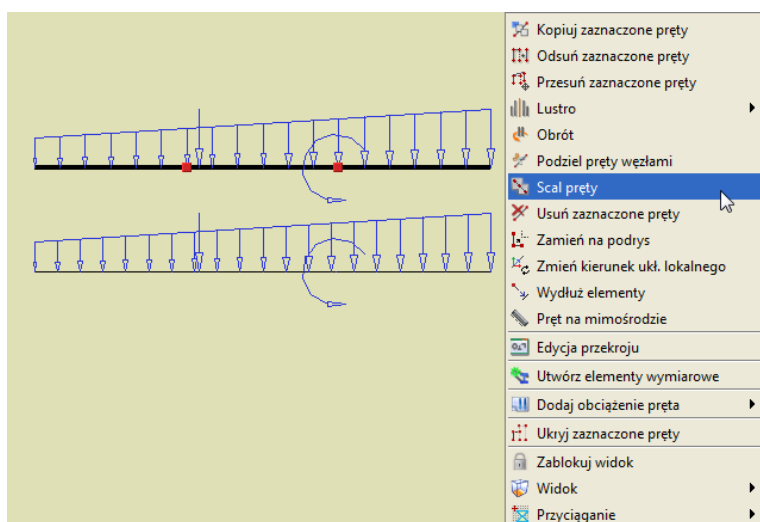 Kopiuj zaznaczone pręty
Odsuń zaznaczone pręty
Przesuń zaznaczone pręty
Lustro
Obrót
Podziel pręty węzłami
Scal pręty
Usuń zaznaczone pręty
Zamień na podrys
Zmień kierunek ukł. lokalnego
Wydłuż elementy
Pręt na mimośrodzie
Edycja przekroju
Utwórz elementy wymiarowe
Dodaj obciążenie pręta
Ukryj zaznaczone pręty
Zablokuj widok
Widok
Przyciąganie